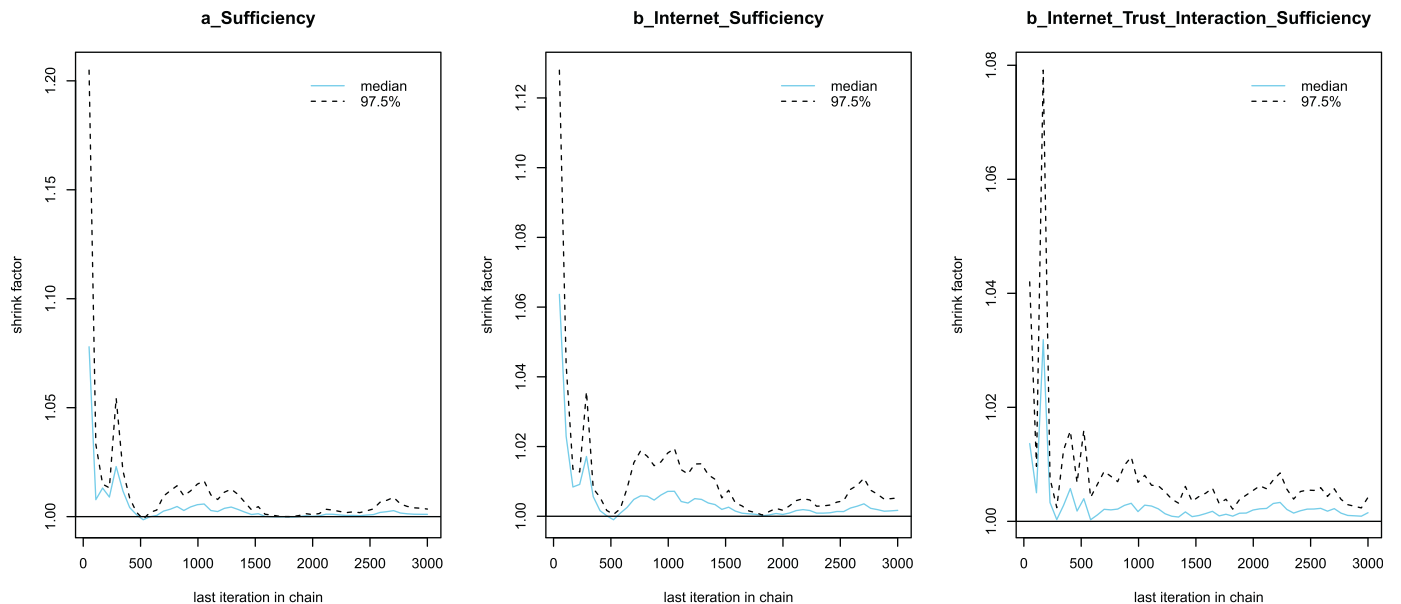 a_Sufficiency
shrink factor
1.00 1.05 1.10 1.15 1.20
median
97.5%
0 500 1000 1500 2000 2500 3000
last iteration in chain
b_Internet_Sufficiency
shrink factor
1.00 1.02 1.04 1.06 1.08 1.10 1.12
median
97.5%
0 500 1000 1500 2000 2500 3000
last iteration in chain
b_Internet_Trust_Interaction_Sufficiency
shrink factor
1.00 1.02 1.04 1.06 1.08
median
97.5%
0 500 1000 1500 2000 2500 3000
last iteration in chain